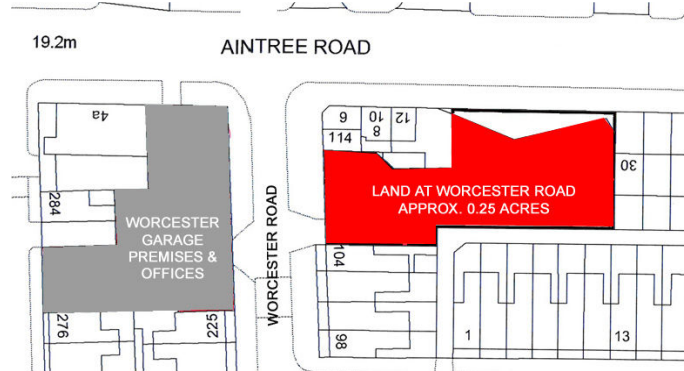 19.2m
AINTREE ROAD
4a
6
114
8
10
12
30
284
LAND AT WORCESTER ROAD
APPROX. 0.25 ACRES
WORCESTER
GARAGE
PREMISES &
OFFICES
WORCESTER ROAD
104
276
225
98
1
13